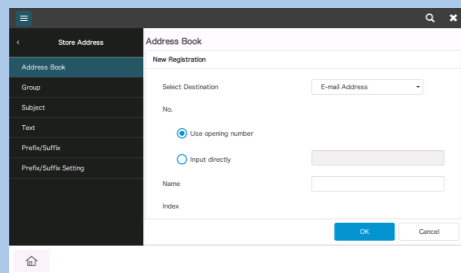 Store Address
Address Book
Group
Subject
Text
Prefix/Suffix
Prefix/Suffix Setting
Address Book
New Registration
Select Destination
E-mail Address
No.
Use opening number
Input directly
Name
Index
OK
Cancel